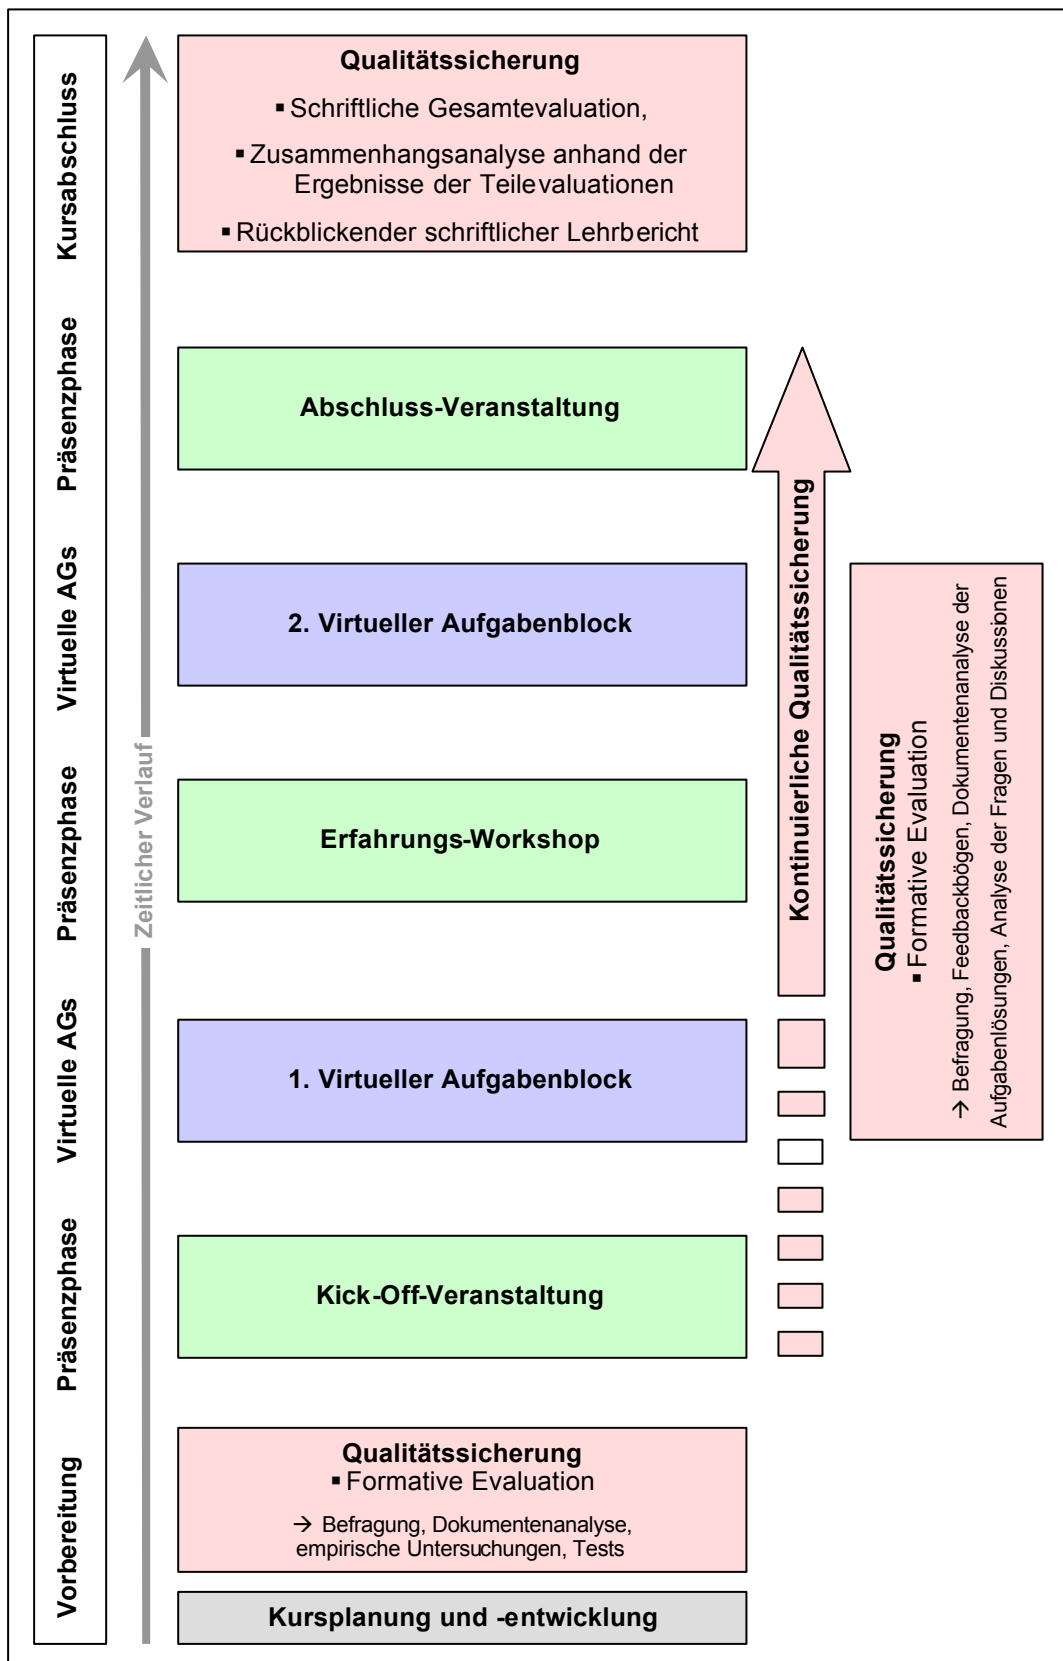 Kursabschluss
Präsenzphase
Virtuelle AGs
Präsenzphase
Virtuelle AGs
Präsenzphase
Vorbereitung
Zeitlicher Verlauf
Qualitätssicherung
▪ Schriftliche Gesamtevaluation,
▪ Zusammenhangsanalyse anhand der
Ergebnisse der Teilevaluationen
▪ Rückblickender schriftlicher Lehrbericht
Abschluss-Veranstaltung
2. Virtueller Aufgabenblock
Erfahrungs-Workshop
1. Virtueller Aufgabenblock
Kick-Off-Veranstaltung
Qualitätssicherung
▪ Formative Evaluation
→ Befragung, Dokumentenanalyse,
empirische Untersuchungen, Tests
Kursplanung und -entwicklung
Kontinuierliche Qualitätssicherung
Qualitätssicherung
▪ Formative Evaluation
→ Befragung, Feedbackbögen, Dokumentenanalyse der
Aufgabenlösungen, Analyse der Fragen und Diskussionen